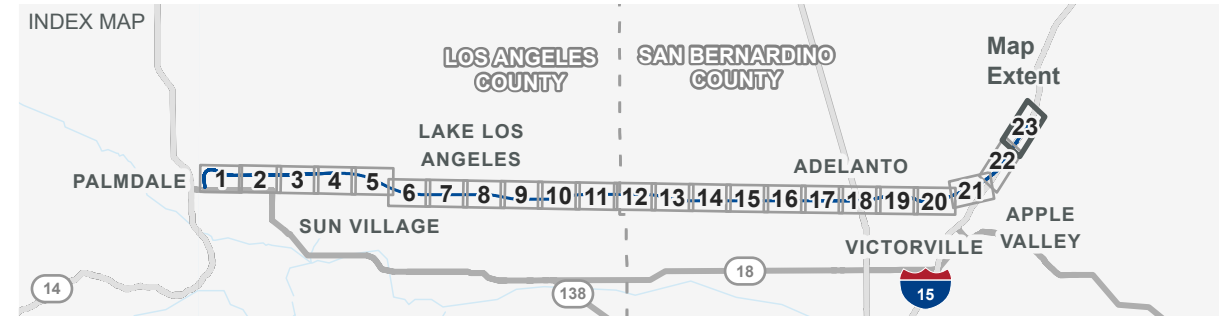 INDEX MAP
LOS ANGELES
COUNTY
SAN BERNARDINO
COUNTY
Map
Extent
LAKE LOS
ANGELES
ADELANTO
PALMDALE
1 2 3 4 5 6 7 8 9 10 11 12 13 14 15 16 17 18 19 20 21 22 23
SUN VILLAGE
VICTORVILLE
APPLE
VALLEY
14
138
18
15